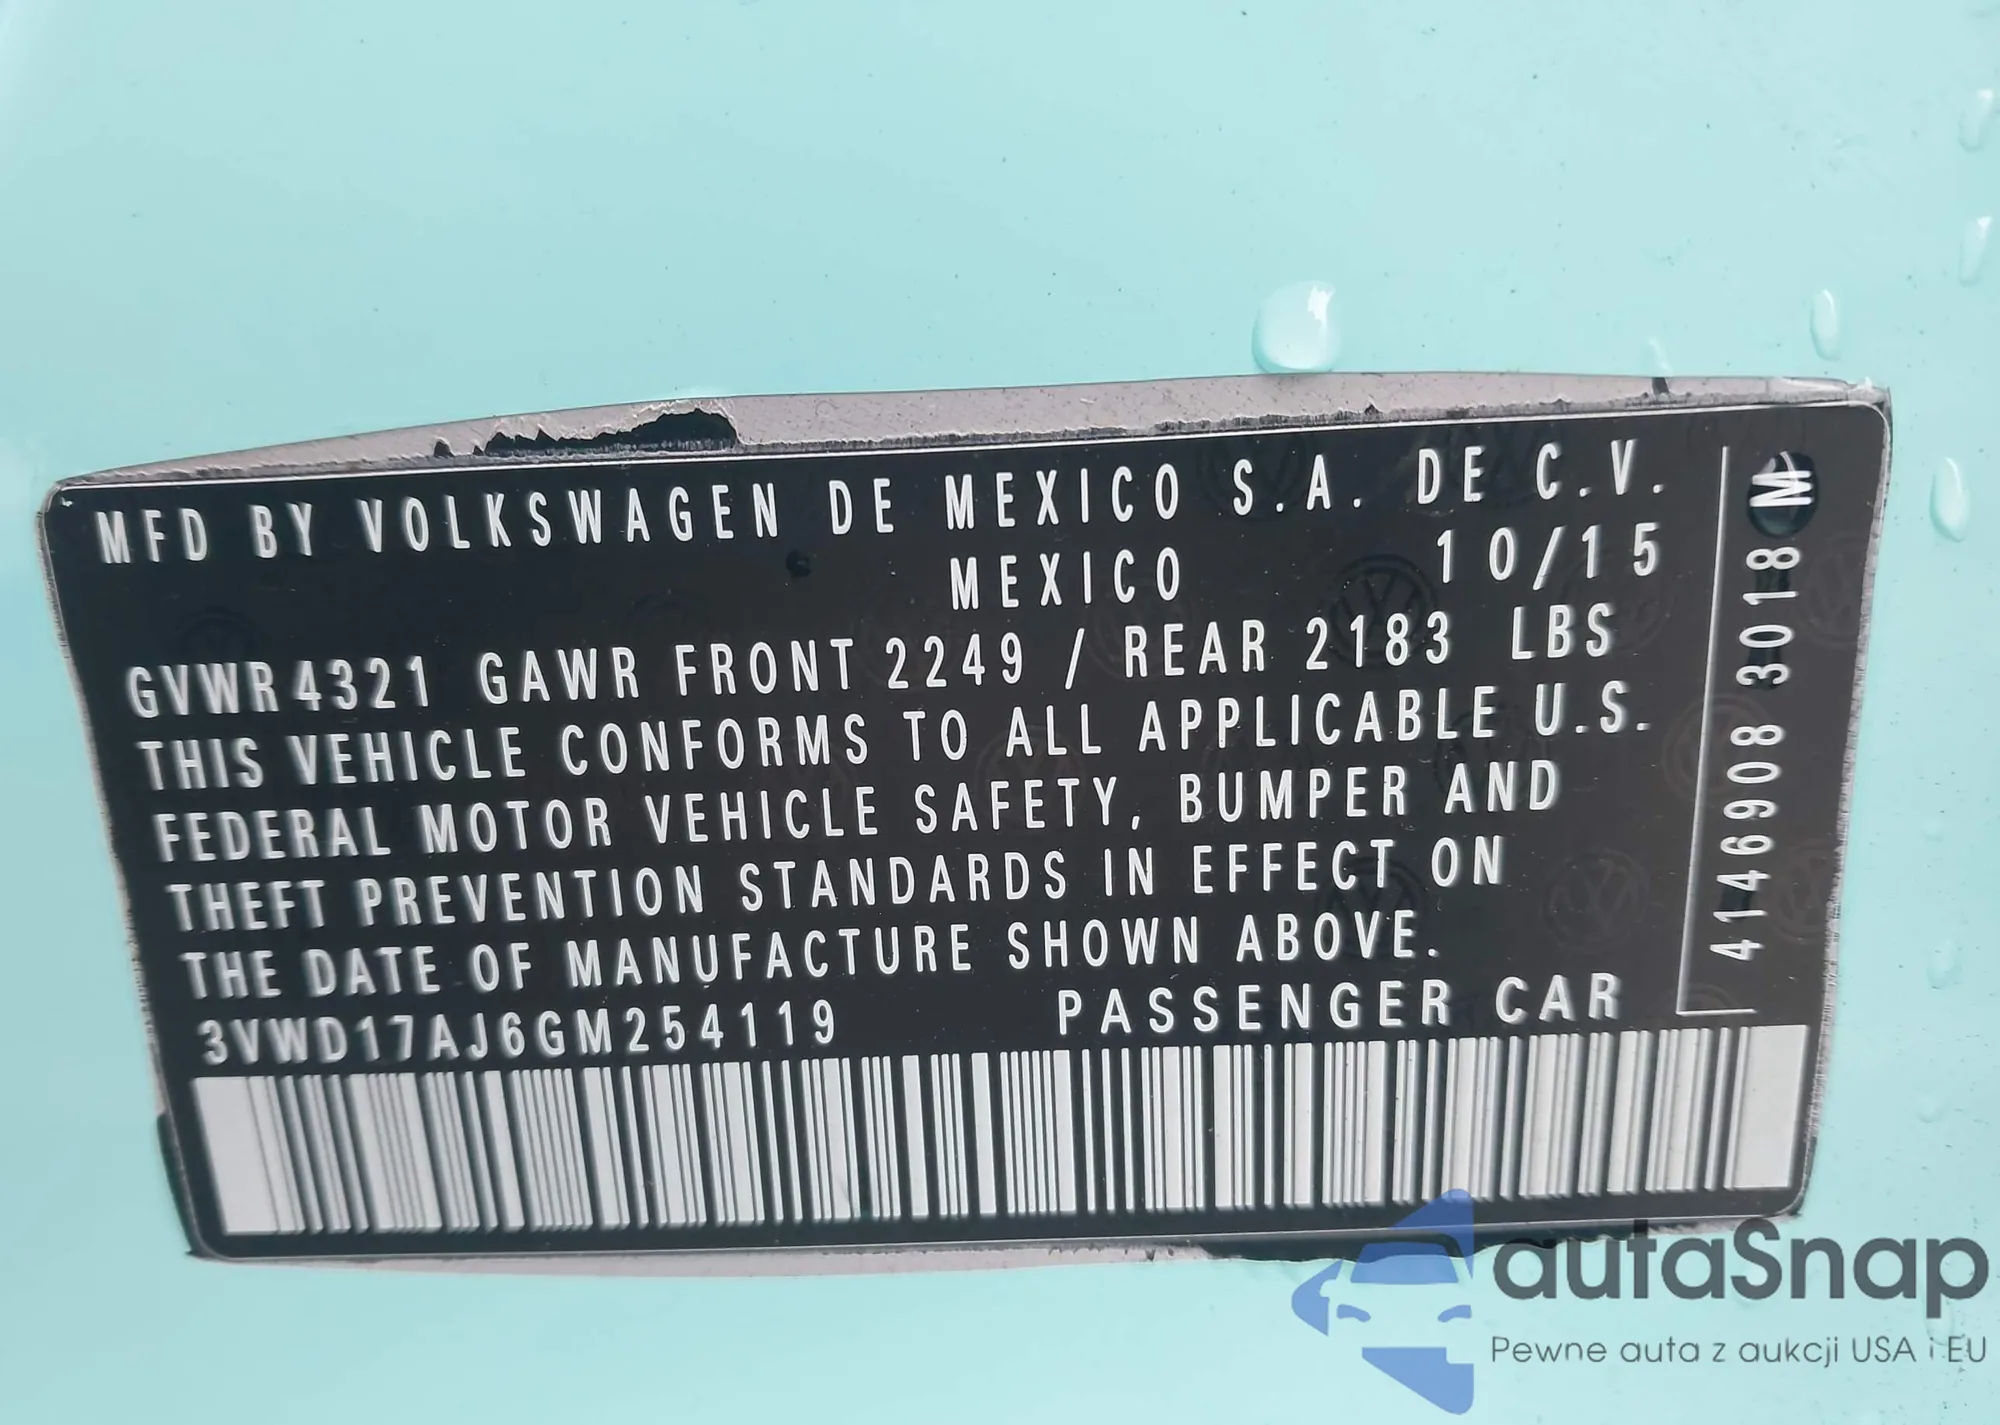 MFD BY VOLKSWAGEN DE MEXICO S.A. DE C.V.
MEXICO 10/15
GVWR 4321 GAWR FRONT 2249 / REAR 2183 LBS
THIS VEHICLE CONFORMS TO ALL APPLICABLE U.S.
FEDERAL MOTOR VEHICLE SAFETY, BUMPER AND
THEFT PREVENTION STANDARDS IN EFFECT ON
THE DATE OF MANUFACTURE SHOWN ABOVE.
3VWD17AJ6GM254119 PASSENGER CAR
4146908 3018 M
autaSnap
Pewne auta z aukcji USA i EU